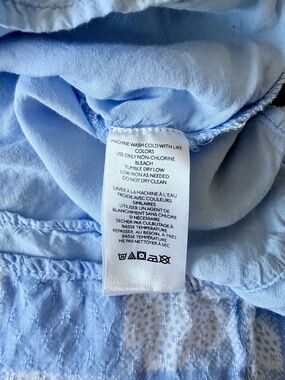 MACHINE WASH COLD WITH LIKE
COLORS
USE ONLY NON-CHLORINE
BLEACH
TUMBLE DRY LOW
LOW IRON AS NEEDED
DO NOT DRY CLEAN
LAVER À LA MACHINE À L'EAU
FROIDE AVEC COULEURS
SIMILAIRES
UTILISER UN AGENT DE
BLANCHIMENT SANS CHLORE
SI NÉCESSAIRE
SÉCHER PAR CULBUTAGE À
BASSE TEMPÉRATURE
REPASSER, AU BESOIN, À TRÈS
BASSE TEMPÉRATURE
NE PAS NETTOYER À SEC